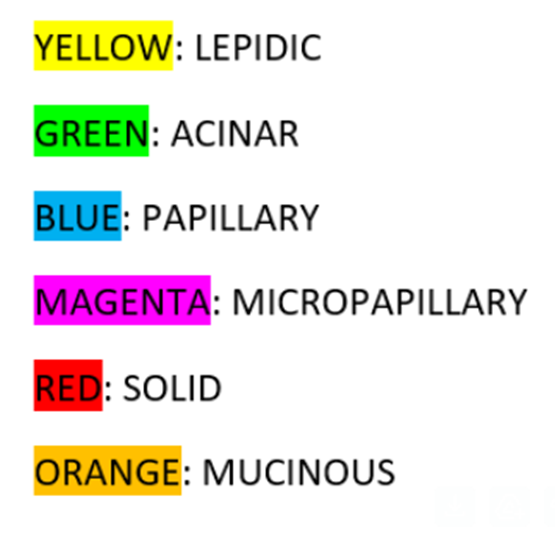 YELLOW: LEPIDIC
GREEN: ACINAR
BLUE: PAPILLARY
MAGENTA: MICROPAPILLARY
RED: SOLID
ORANGE: MUCINOUS